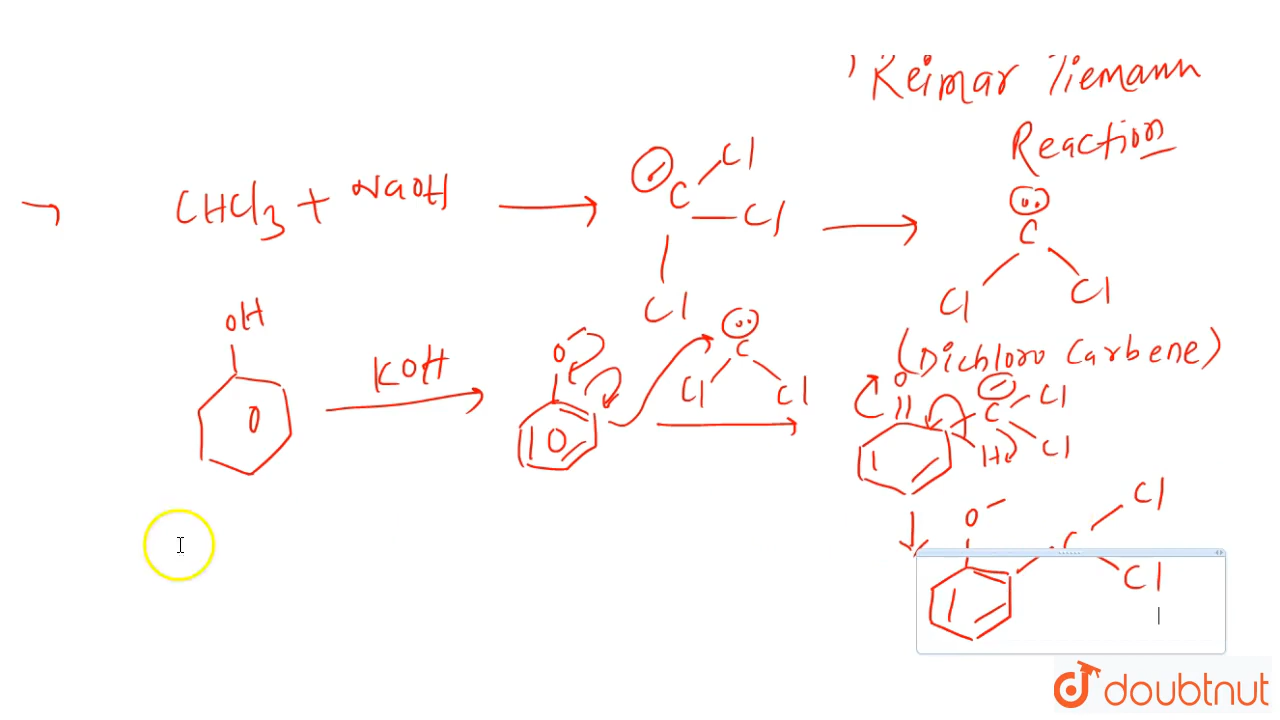 Reimar Tiemann
Reaction
CHCl3 + NaOH
C
Cl
Cl
Cl
C
Cl
Cl
(Dichloro Carbene)
OH
KOH
O
C
Cl
Cl
O
C
Cl
H
Cl
O
C
Cl
Cl
doubtnut